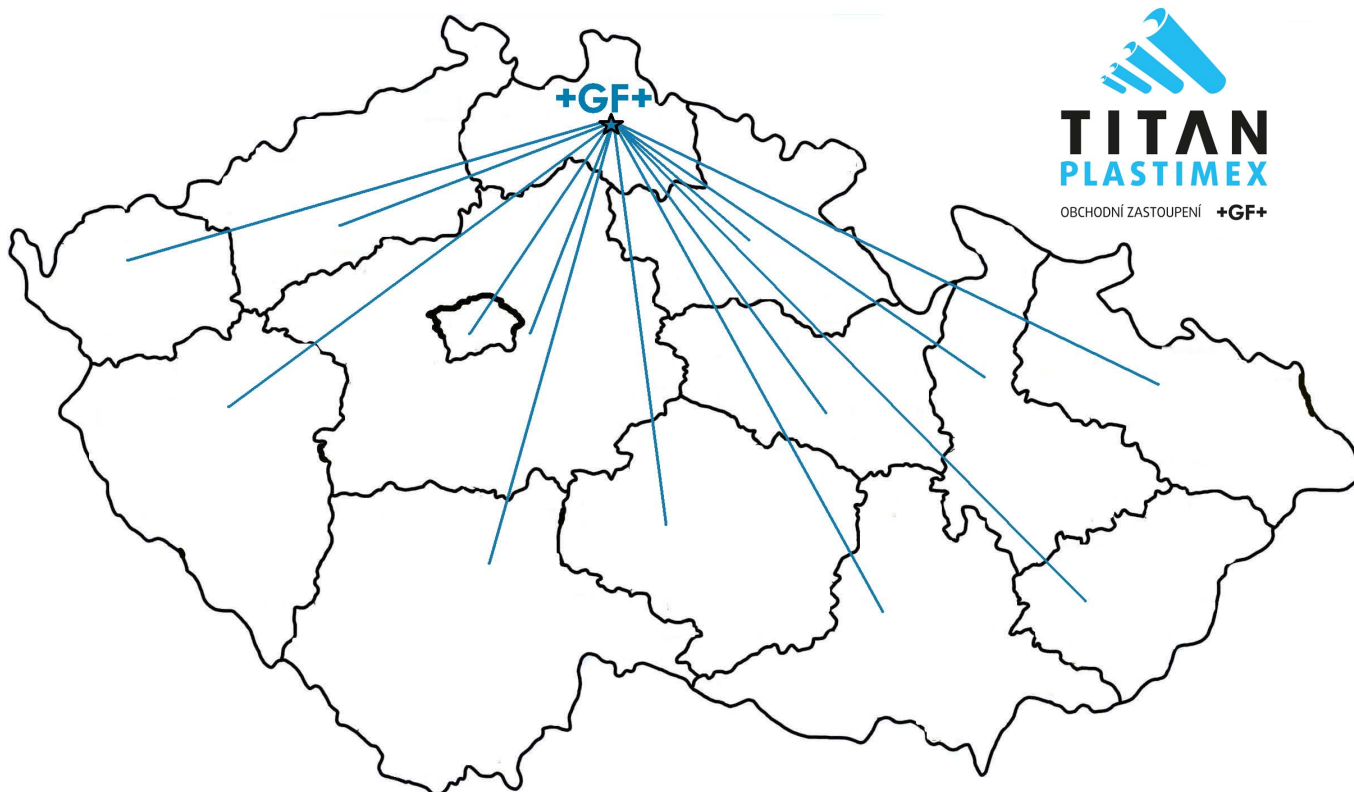 +GF+
TITAN
PLASTIMEX
OBCHODNÍ ZASTOUPENÍ +GF+